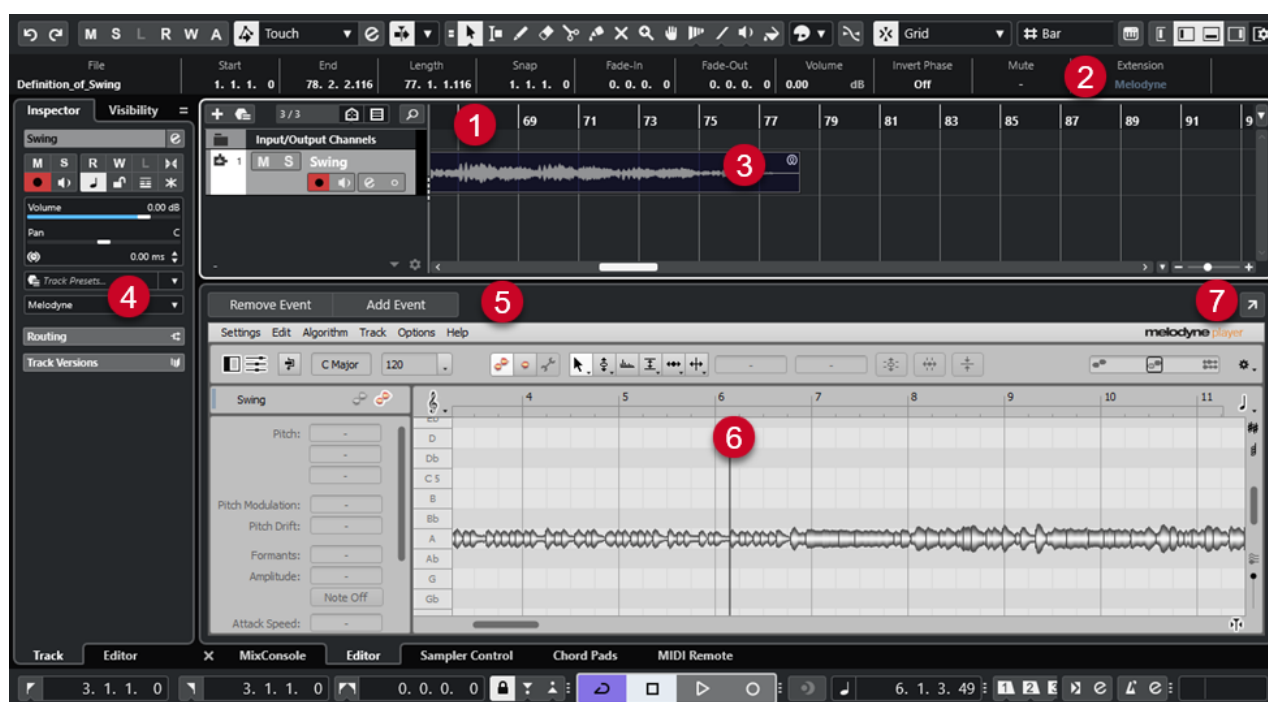 M S L R W A Touch Grid Bar
File Start End Length Snap Fade-In Fade-Out Volume Invert Phase Mute Extension
Definition_of_Swing 1. 1. 1. 0 78. 2. 2.116 77. 1. 1.116 1. 1. 1. 0 0. 0. 0. 0 0. 0. 0. 0 0.00 dB Off - 2 Melodyne
Inspector Visibility
3/3 1 69 71 73 75 77 79 81 83 85 87 89 91 9
Swing
Input/Output Channels
M S R W L
1 M S Swing
3
Volume 0.00 dB
Pan C
0.00 ms
Track Presets...
4
Melodyne
Remove Event Add Event 5 7
Settings Edit Algorithm Track Options Help melodyne player
Routing
Track Versions
C Major 120 . - -
Swing 4 5 6 7 8 9 10 11
Pitch: -
D
6
-
Db
-
C 5
B
Pitch Modulation: -
Bb
Pitch Drift: -
A
Formants: -
Ab
Amplitude: -
G
Note Off
Gb
Attack Speed: -
Track Editor MixConsole Editor Sampler Control Chord Pads MIDI Remote
3. 1. 1. 0 3. 1. 1. 0 0. 0. 0. 0 6. 1. 3. 49 1 2 3